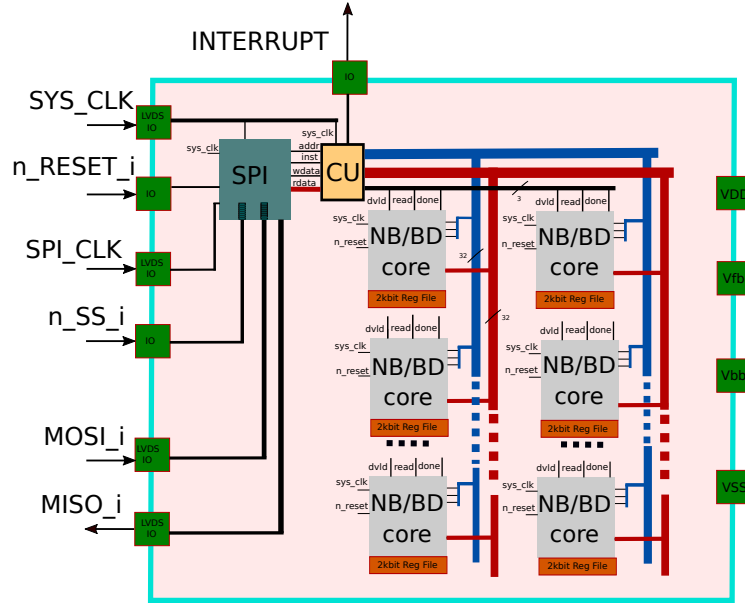 INTERRUPT
IO
SYS_CLK
LVDS
IO
sys_clk
sys_clk
addr
inst
wdata
rdata
SPI
CU
n_RESET_i
IO
3
dvld read done
sys_clk
n_reset
NB/BD
core
2kbit Reg File
32
dvld read done
sys_clk
n_reset
NB/BD
core
2kbit Reg File
VDD
SPI_CLK
LVDS
IO
Vfb
n_SS_i
IO
32
dvld read done
sys_clk
n_reset
NB/BD
core
2kbit Reg File
dvld read done
sys_clk
n_reset
NB/BD
core
2kbit Reg File
Vbb
MOSI_i
LVDS
IO
dvld read done
sys_clk
n_reset
NB/BD
core
2kbit Reg File
dvld read done
sys_clk
n_reset
NB/BD
core
2kbit Reg File
VSS
MISO_i
LVDS
IO